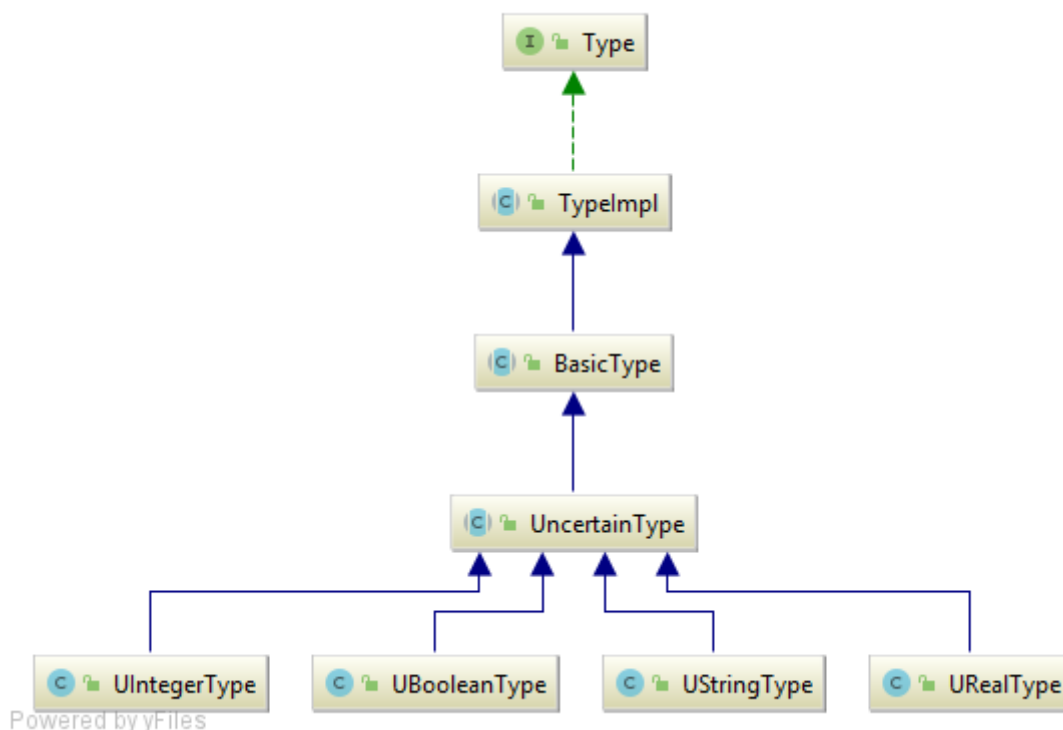 I Type
C TypeImpl
C BasicType
C UncertainType
C UIntegerType
C UBooleanType
C UStringType
C URealType
Powered by yFiles